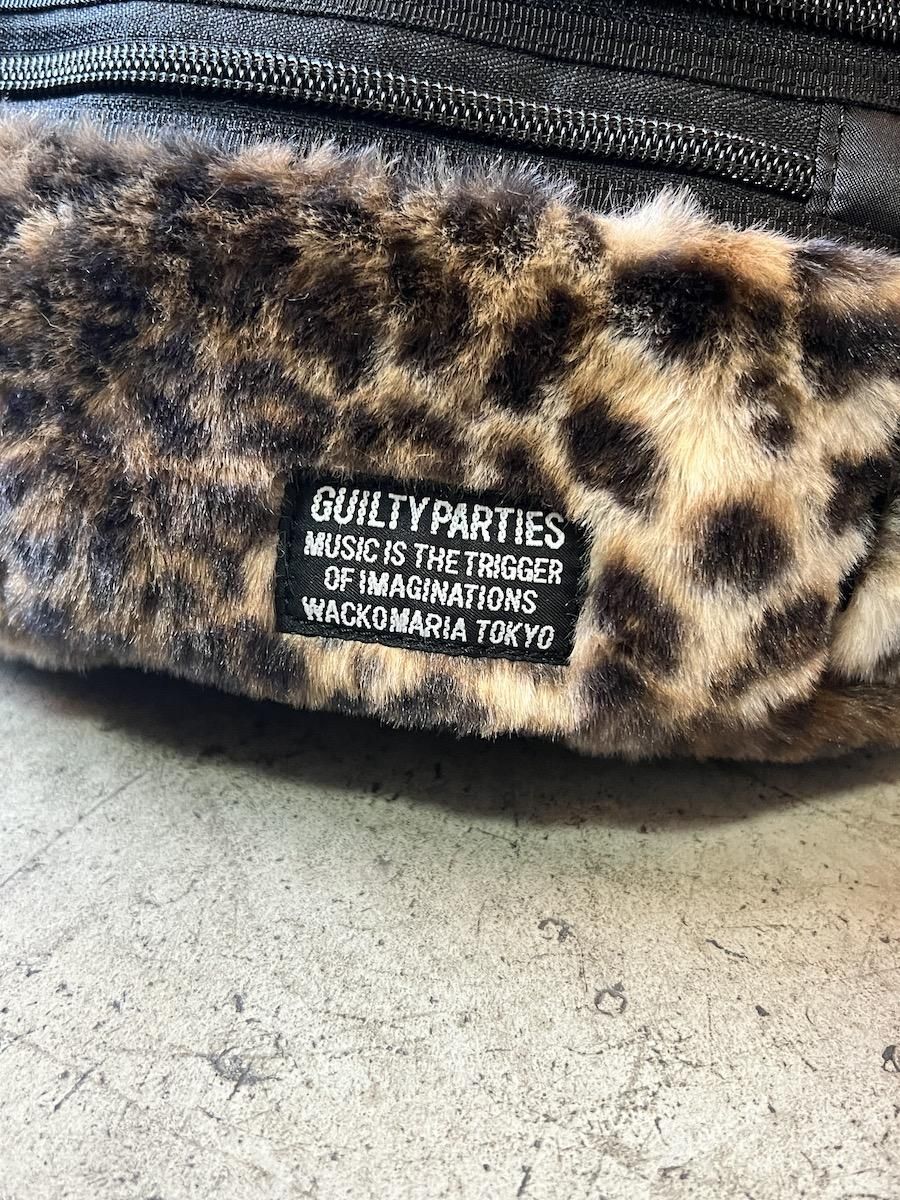 GUILTY PARTIES
MUSIC IS THE TRIGGER
OF IMAGINATIONS
WACKOMARIA TOKYO